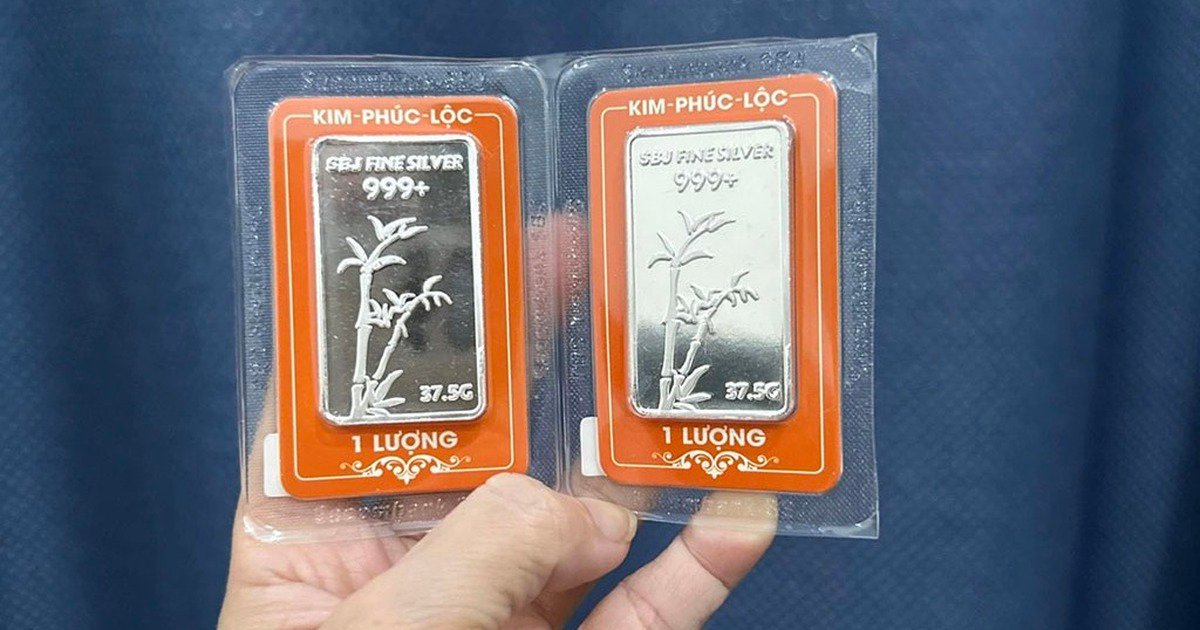 KIM-PHÚC-LỘC
SBJ FINE SILVER
999+
37.5G
1 LƯỢNG
KIM-PHÚC-LỘC
SBJ FINE SILVER
999+
37.5G
1 LƯỢNG